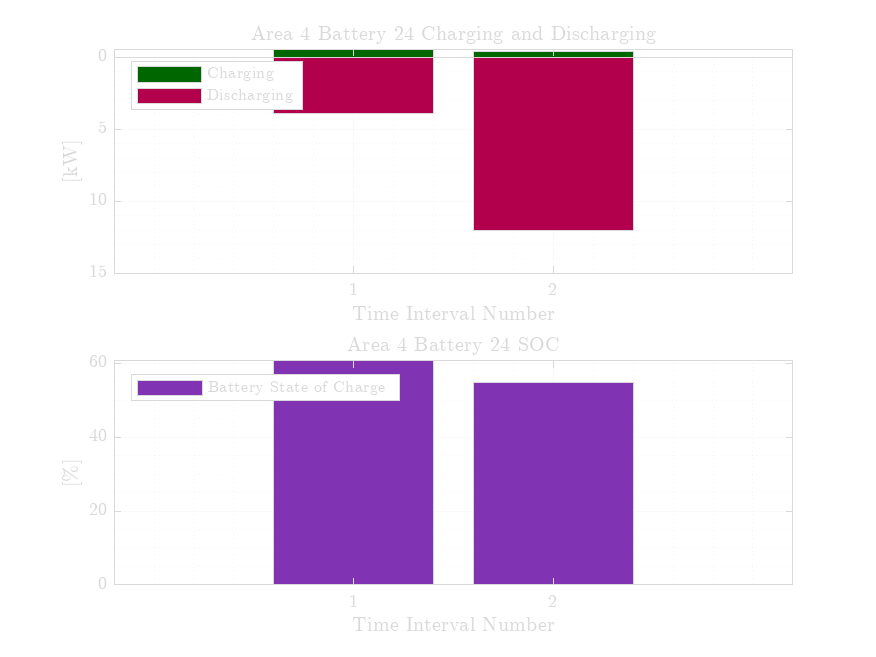 Area 4 Battery 24 Charging and Discharging
0
Charging
Discharging
5
[kW]
10
15
1 2
Time Interval Number
Area 4 Battery 24 SOC
60
Battery State of Charge
40
[%]
20
0
1 2
Time Interval Number